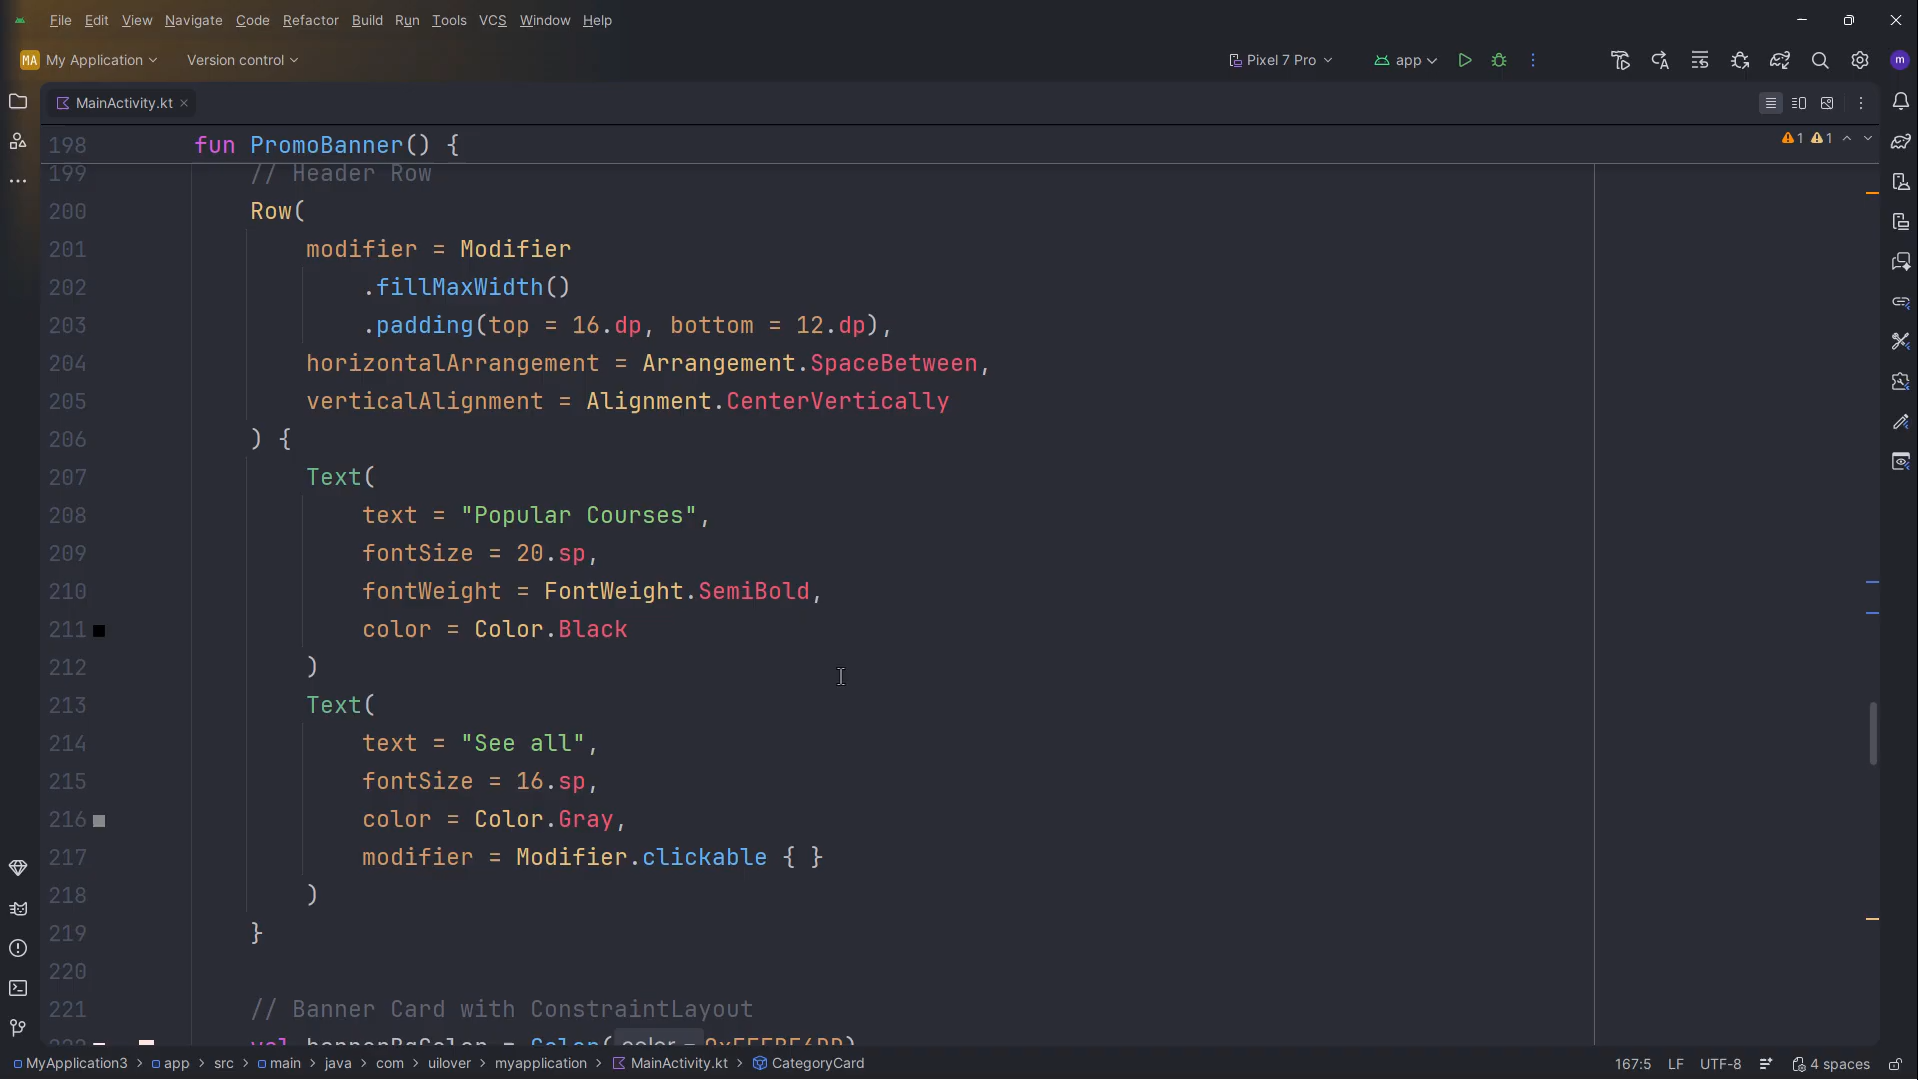 File Edit View Navigate Code Refactor Build Run Tools VCS Window Help
MA My Application Version control Pixel 7 Pro app m
MainActivity.kt
1 1
198 fun PromoBanner() {
199 // Header Row
200 Row(
201 modifier = Modifier
202 .fillMaxWidth()
203 .padding(top = 16.dp, bottom = 12.dp),
204 horizontalArrangement = Arrangement.SpaceBetween,
205 verticalAlignment = Alignment.CenterVertically
206 ) {
207 Text(
208 text = "Popular Courses",
209 fontSize = 20.sp,
210 fontWeight = FontWeight.SemiBold,
211 color = Color.Black
212 )
213 Text(
214 text = "See all",
215 fontSize = 16.sp,
216 color = Color.Gray,
217 modifier = Modifier.clickable { }
218 )
219 }
220
221 // Banner Card with ConstraintLayout
MyApplication3 app src main java com uilover myapplication MainActivity.kt CategoryCard 167:5 LF UTF-8 4 spaces